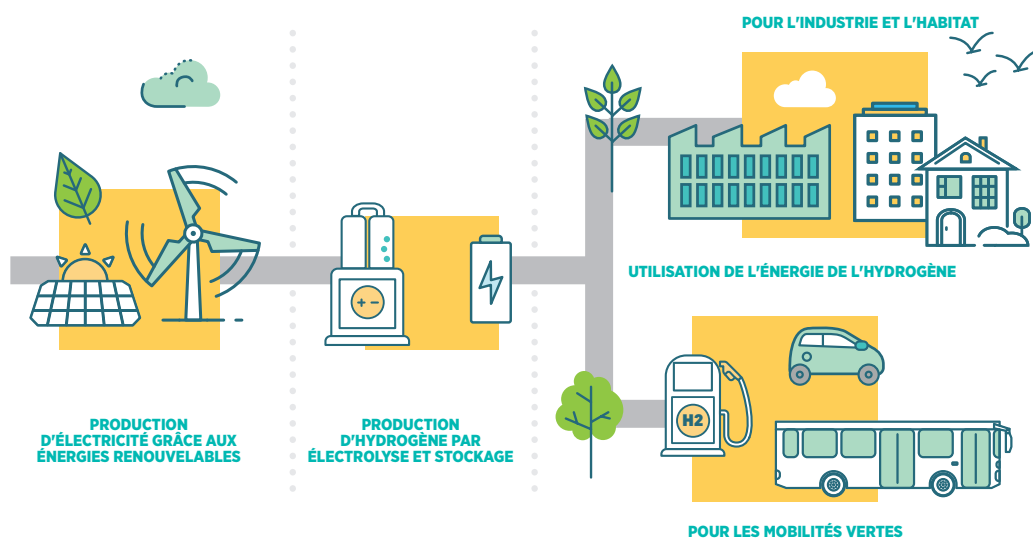 POUR L'INDUSTRIE ET L'HABITAT
UTILISATION DE L'ÉNERGIE DE L'HYDROGÈNE
+ -
H2
PRODUCTION
D'ÉLECTRICITÉ GRÂCE AUX
ÉNERGIES RENOUVELABLES
PRODUCTION
D'HYDROGÈNE PAR
ÉLECTROLYSE ET STOCKAGE
POUR LES MOBILITÉS VERTES